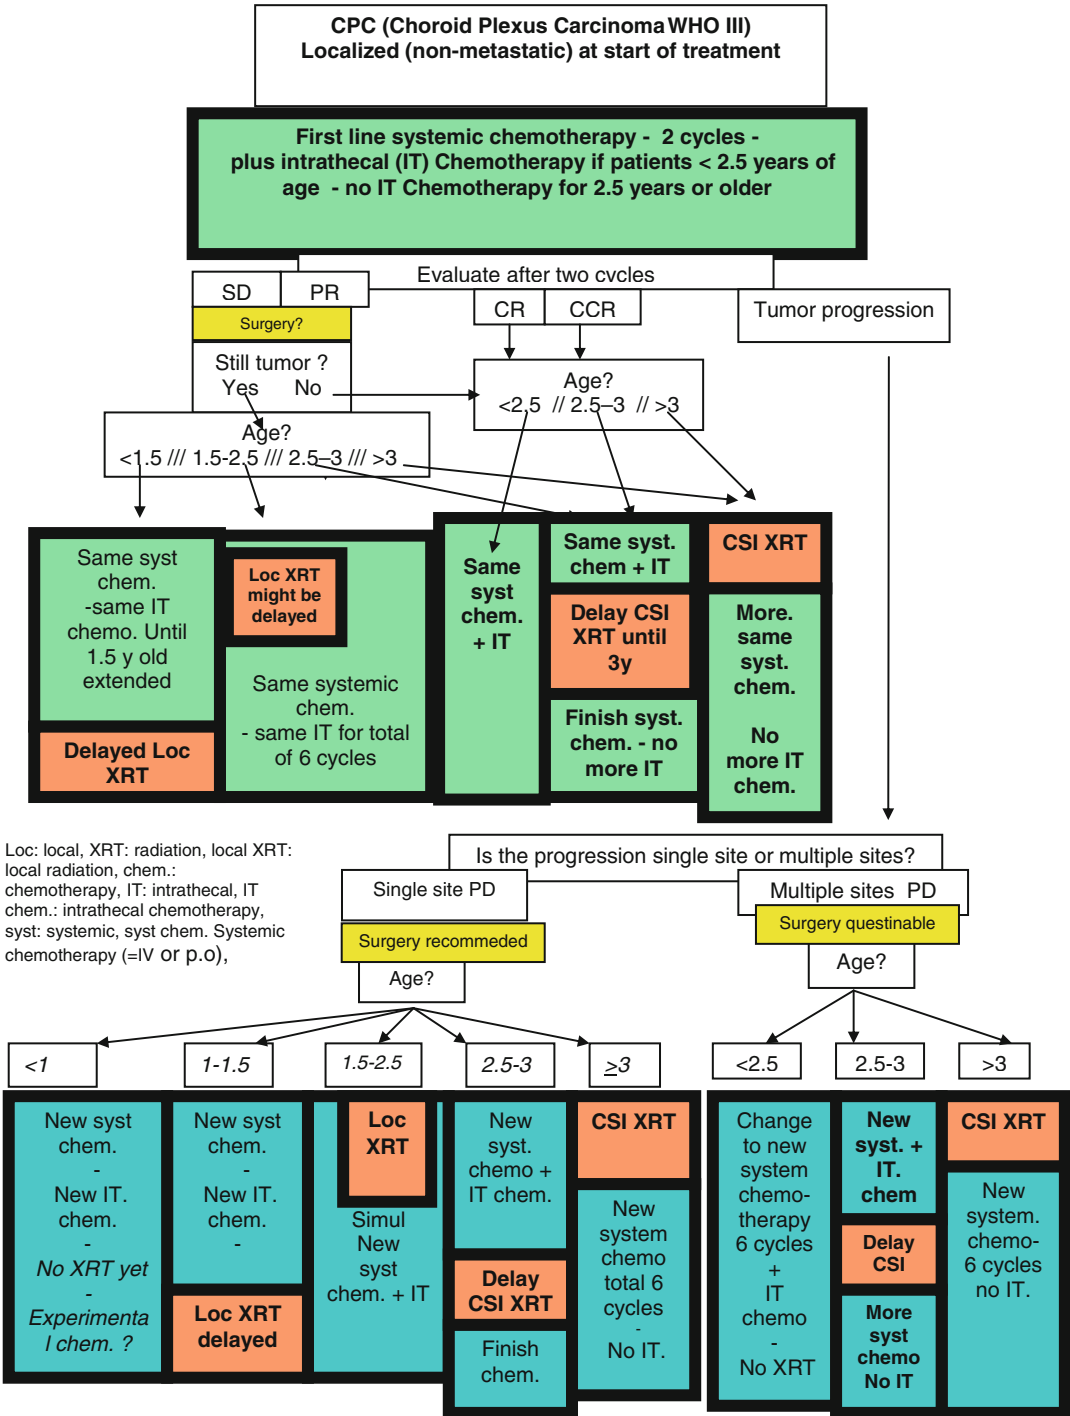 CPC (Choroid Plexus Carcinoma WHO III)
Localized (non-metastatic) at start of treatment
First line systemic chemotherapy - 2 cycles -
plus intrathecal (IT) Chemotherapy if patients < 2.5 years of
age - no IT Chemotherapy for 2.5 years or older
Evaluate after two cycles
SD PR
CR CCR
Tumor progression
Surgery?
Still tumor ?
Yes No
Age?
<2.5 // 2.5–3 // >3
Age?
<1.5 /// 1.5-2.5 /// 2.5–3 /// >3
Same syst
chem.
-same IT
chemo. Until
1.5 y old
extended
Delayed Loc
XRT
Loc XRT
might be
delayed
Same systemic
chem.
- same IT for total
of 6 cycles
Same
syst
chem.
+ IT
Same syst.
chem + IT
Delay CSI
XRT until
3y
Finish syst.
chem. - no
more IT
CSI XRT
More.
same
syst.
chem.
No
more IT
chem.
Loc: local, XRT: radiation, local XRT:
local radiation, chem.:
chemotherapy, IT: intrathecal, IT
chem.: intrathecal chemotherapy,
syst: systemic, syst chem. Systemic
chemotherapy (=IV or p.o),
Is the progression single site or multiple sites?
Single site PD
Multiple sites PD
Surgery recommeded
Surgery questinable
Age?
Age?
<1
1-1.5
1.5-2.5
2.5-3
≥3
<2.5
2.5-3
>3
New syst
chem.
-
New IT.
chem.
-
No XRT yet
-
Experimenta
l chem. ?
New syst
chem.
-
New IT.
chem.
-
Loc XRT
delayed
Loc
XRT
Simul
New
syst
chem. + IT
New
syst.
chemo +
IT chem.
Delay
CSI XRT
Finish
chem.
CSI XRT
New
system
chemo
total 6
cycles
-
No IT.
Change
to new
system
chemo-
therapy
6 cycles
+
IT
chemo
-
No XRT
New
syst. +
IT.
chem
Delay
CSI
More
syst
chemo
No IT
CSI XRT
New
system.
chemo-
6 cycles
no IT.